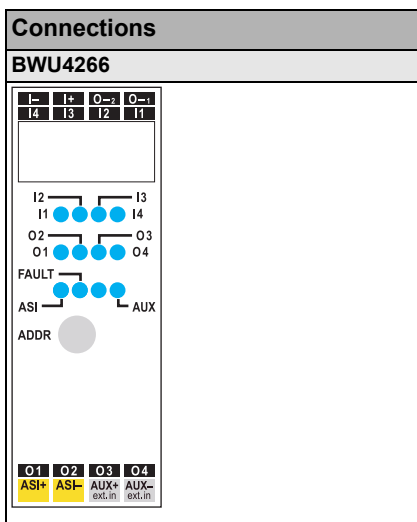 Connections
BWU4266
I– I+ O–₂ O–₁
I4 I3 I2 I1
I2 I3
I1 I4
O2 O3
O1 O4
FAULT
ASI AUX
ADDR
O1 O2 O3 O4
ASI+ ASI– AUX+ AUX–
ext.in ext.in